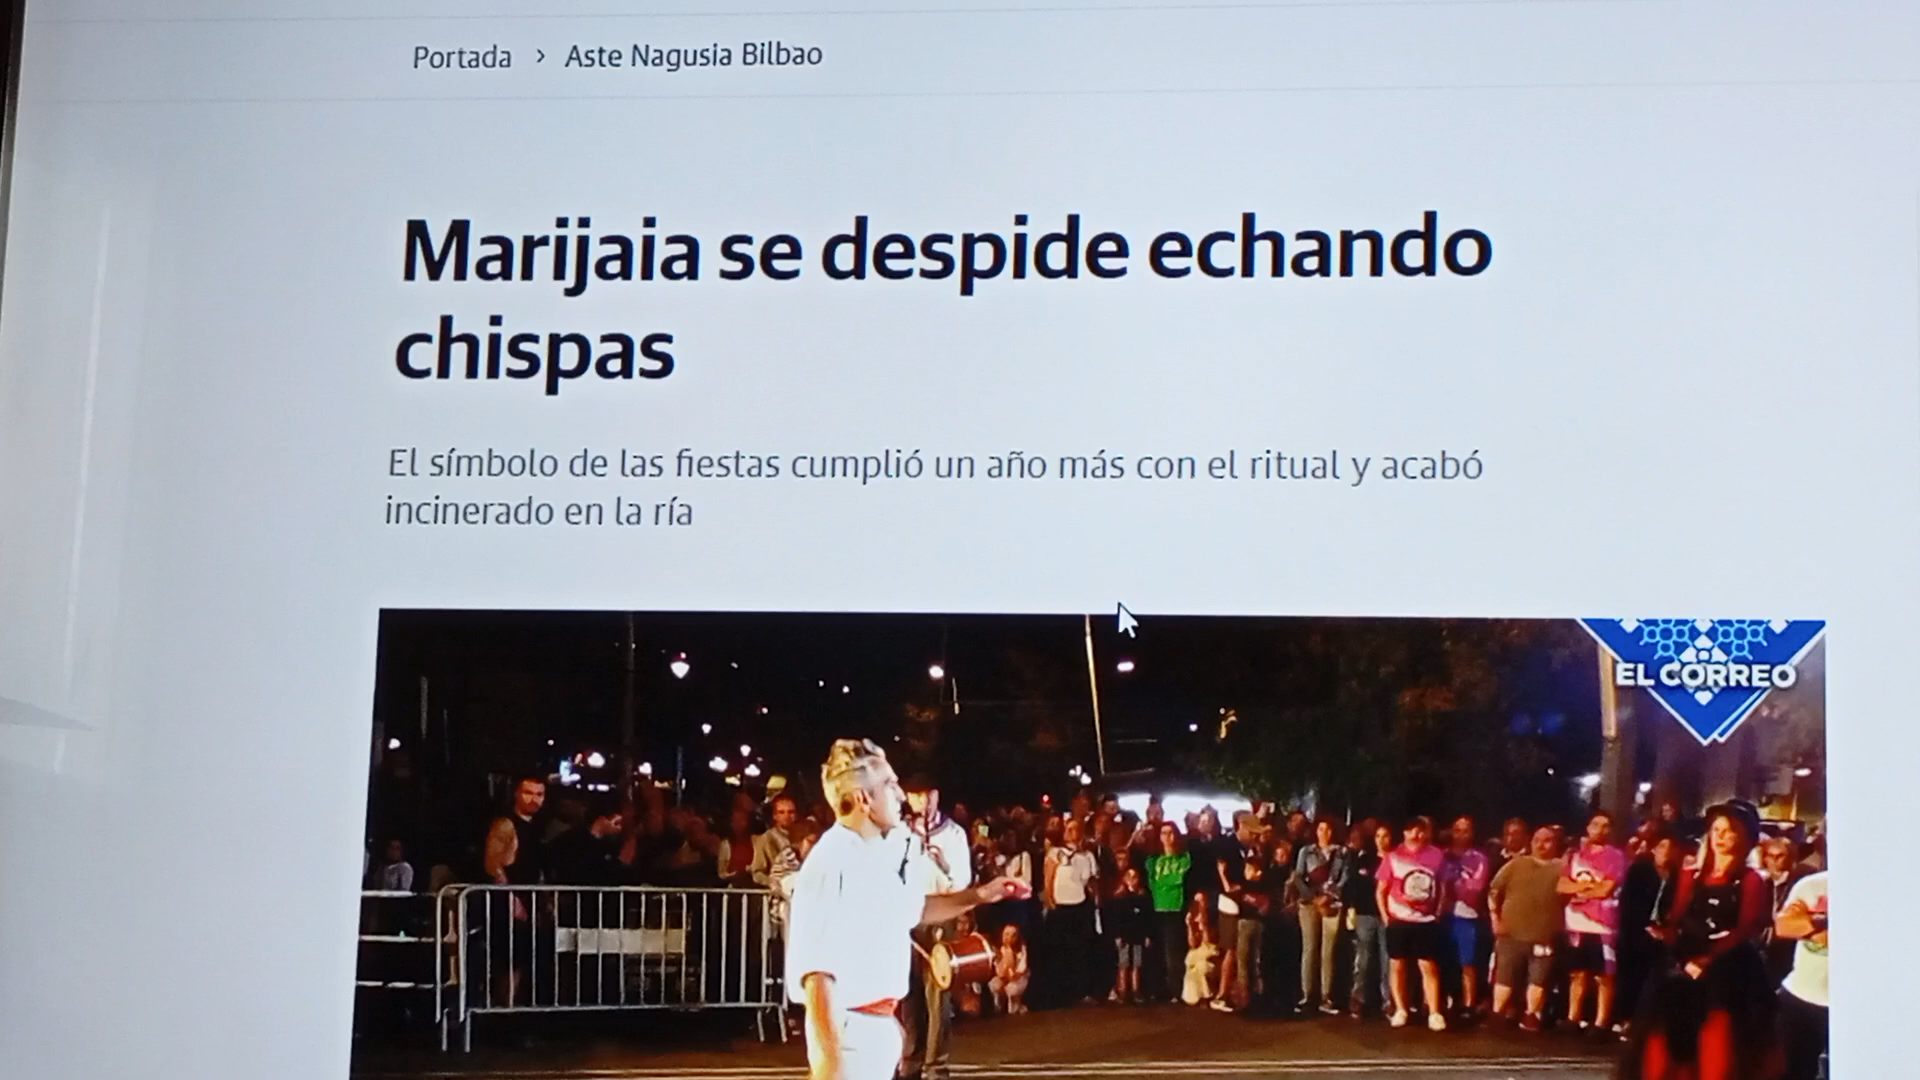 Portada > Aste Nagusia Bilbao
Marijaia se despide echando
chispas
El símbolo de las fiestas cumplió un año más con el ritual y acabó
incinerado en la ría
EL CORREO